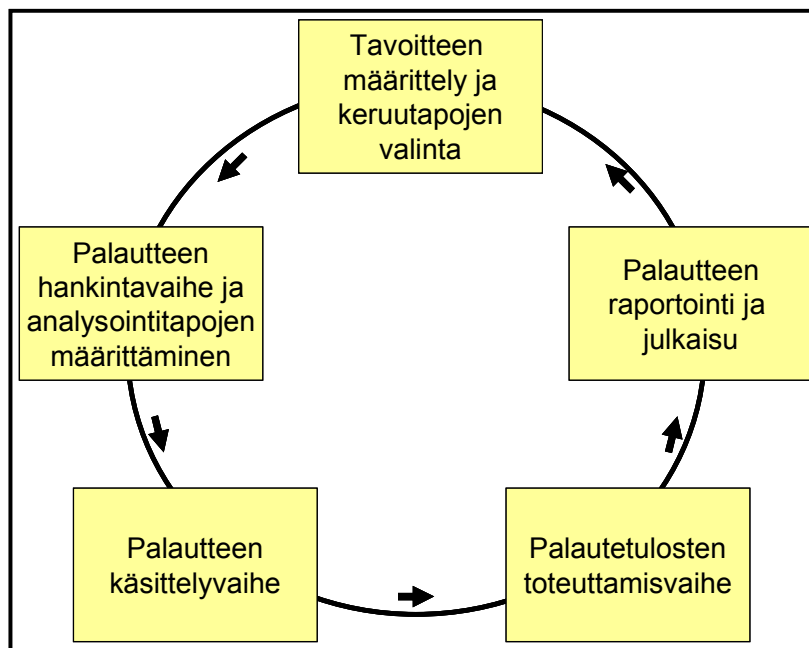 Tavoitteen
määrittely ja
keruutapojen
valinta
Palautteen
hankintavaihe ja
analysointitapojen
määrittäminen
Palautteen
raportointi ja
julkaisu
Palautteen
käsittelyvaihe
Palautetulosten
toteuttamisvaihe